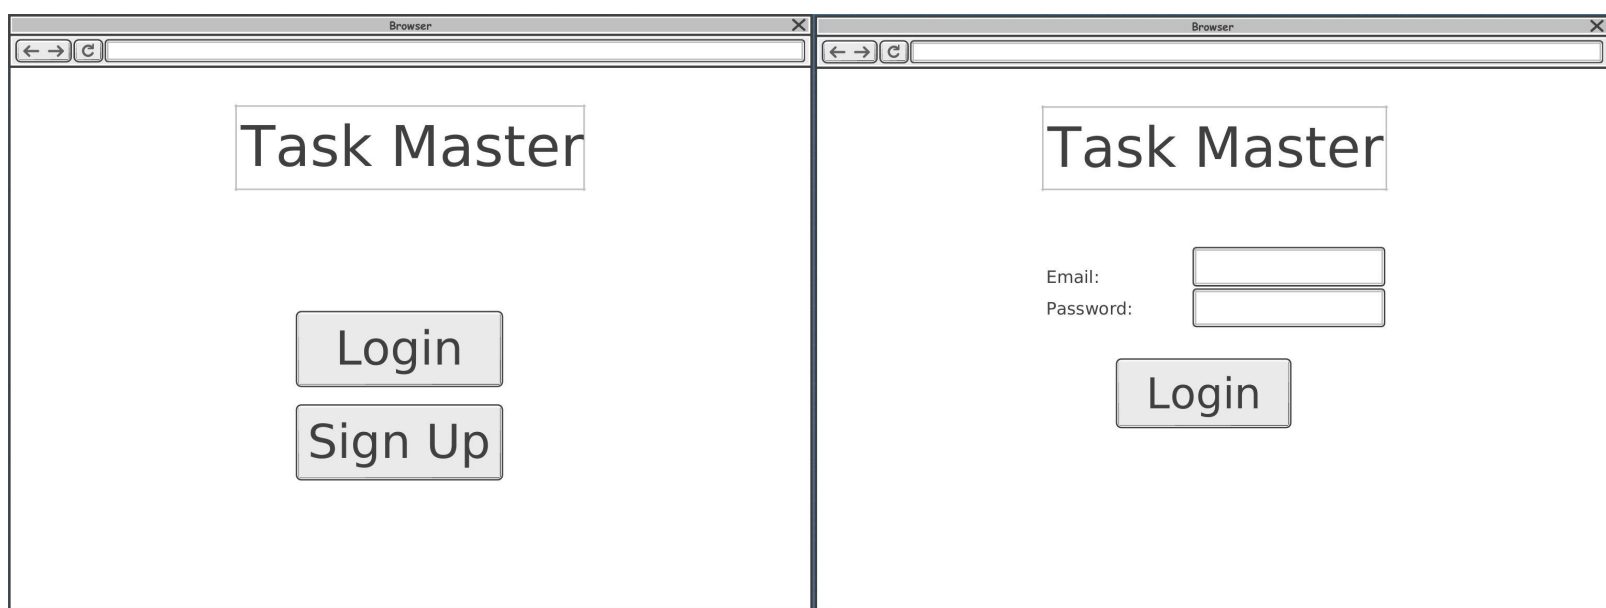 Browser
Task Master
Login
Sign Up
Browser
Task Master
Email:
Password:
Login